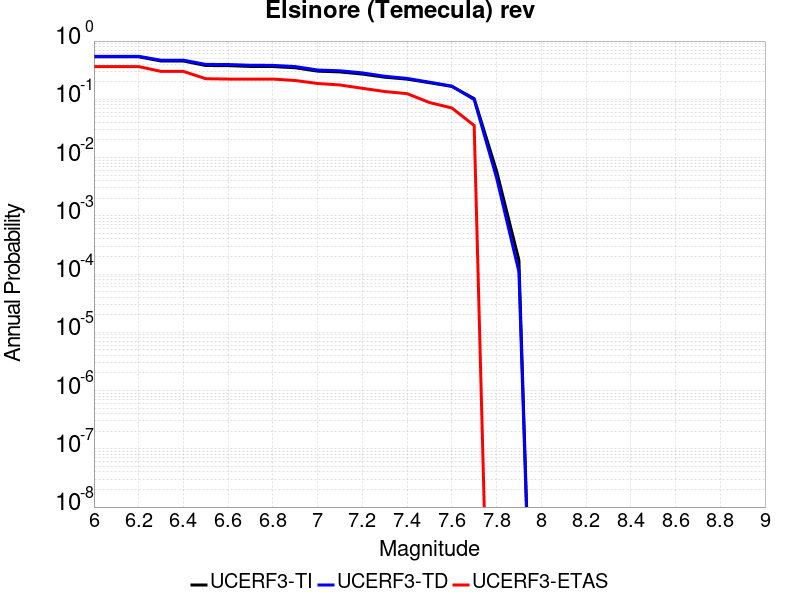 Elsinore (Temecula) rev
10^0
10^-1
10^-2
10^-3
10^-4
10^-5
10^-6
10^-7
10^-8
Annual Probability
6 6.2 6.4 6.6 6.8 7 7.2 7.4 7.6 7.8 8 8.2 8.4 8.6 8.8 9
Magnitude
UCERF3-TI UCERF3-TD UCERF3-ETAS